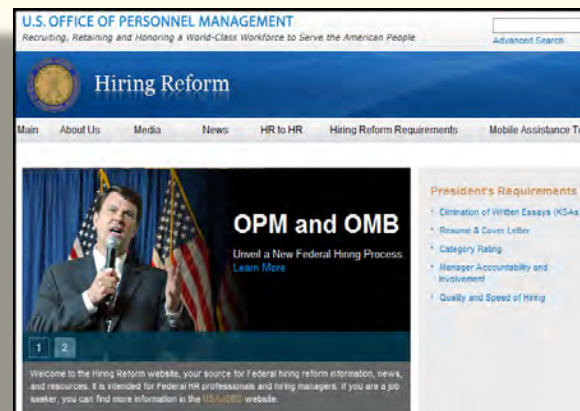 U.S. OFFICE OF PERSONNEL MANAGEMENT
Recruiting, Retaining and Honoring a World-Class Workforce to Serve the American People
Advanced Search
Hiring Reform
Main About Us Media News HR to HR Hiring Reform Requirements Mobile Assistance
OPM and OMB
Unveil a New Federal Hiring Process.
Learn More
1 2
Welcome to the Hiring Reform website, your source for Federal hiring reform information, news,
and resources. It is intended for Federal HR professionals and hiring managers. If you are a job
seeker, you can find more information in the USAJOBS website.
President's Requirements
Elimination of Written Essays (KSAs
Resume & Cover Letter
Category Rating
Manager Accountability and
Involvement
Quality and Speed of Hiring